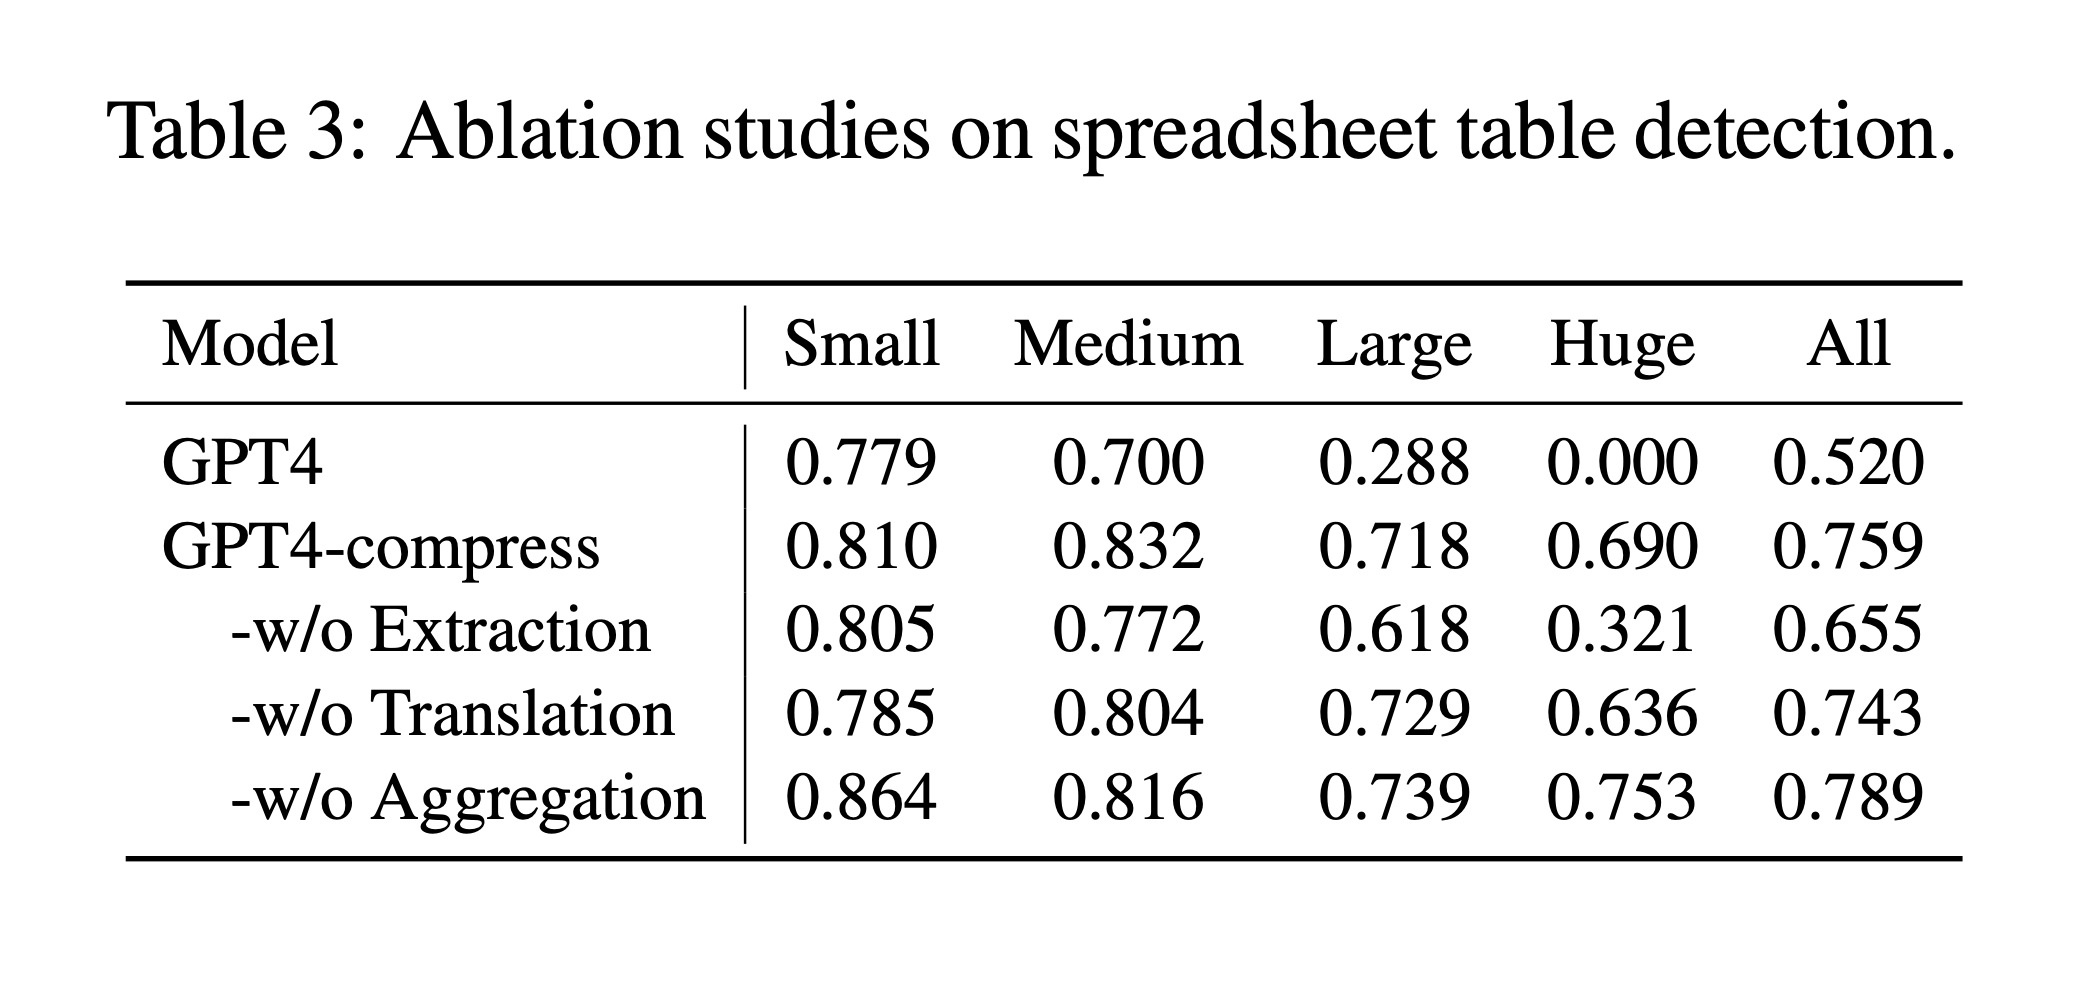 Table 3: Ablation studies on spreadsheet table detection.
Model Small Medium Large Huge All
GPT4 0.779 0.700 0.288 0.000 0.520
GPT4-compress 0.810 0.832 0.718 0.690 0.759
-w/o Extraction 0.805 0.772 0.618 0.321 0.655
-w/o Translation 0.785 0.804 0.729 0.636 0.743
-w/o Aggregation 0.864 0.816 0.739 0.753 0.789